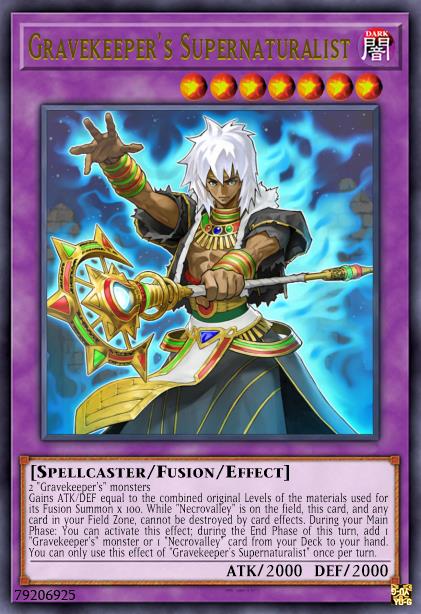 Gravekeeper's Supernaturalist
DARK
闇
[Spellcaster/Fusion/Effect]
2 "Gravekeeper's" monsters
Gains ATK/DEF equal to the combined original Levels of the materials used for
its Fusion Summon x 100. While "Necrovalley" is on the field, this card, and any
card in your Field Zone, cannot be destroyed by card effects. During your Main
Phase: You can activate this effect; during the End Phase of this turn, add 1
"Gravekeeper's" monster or 1 "Necrovalley" card from your Deck to your hand.
You can only use this effect of "Gravekeeper's Supernaturalist" once per turn.
ATK/2000 DEF/2000
79206925